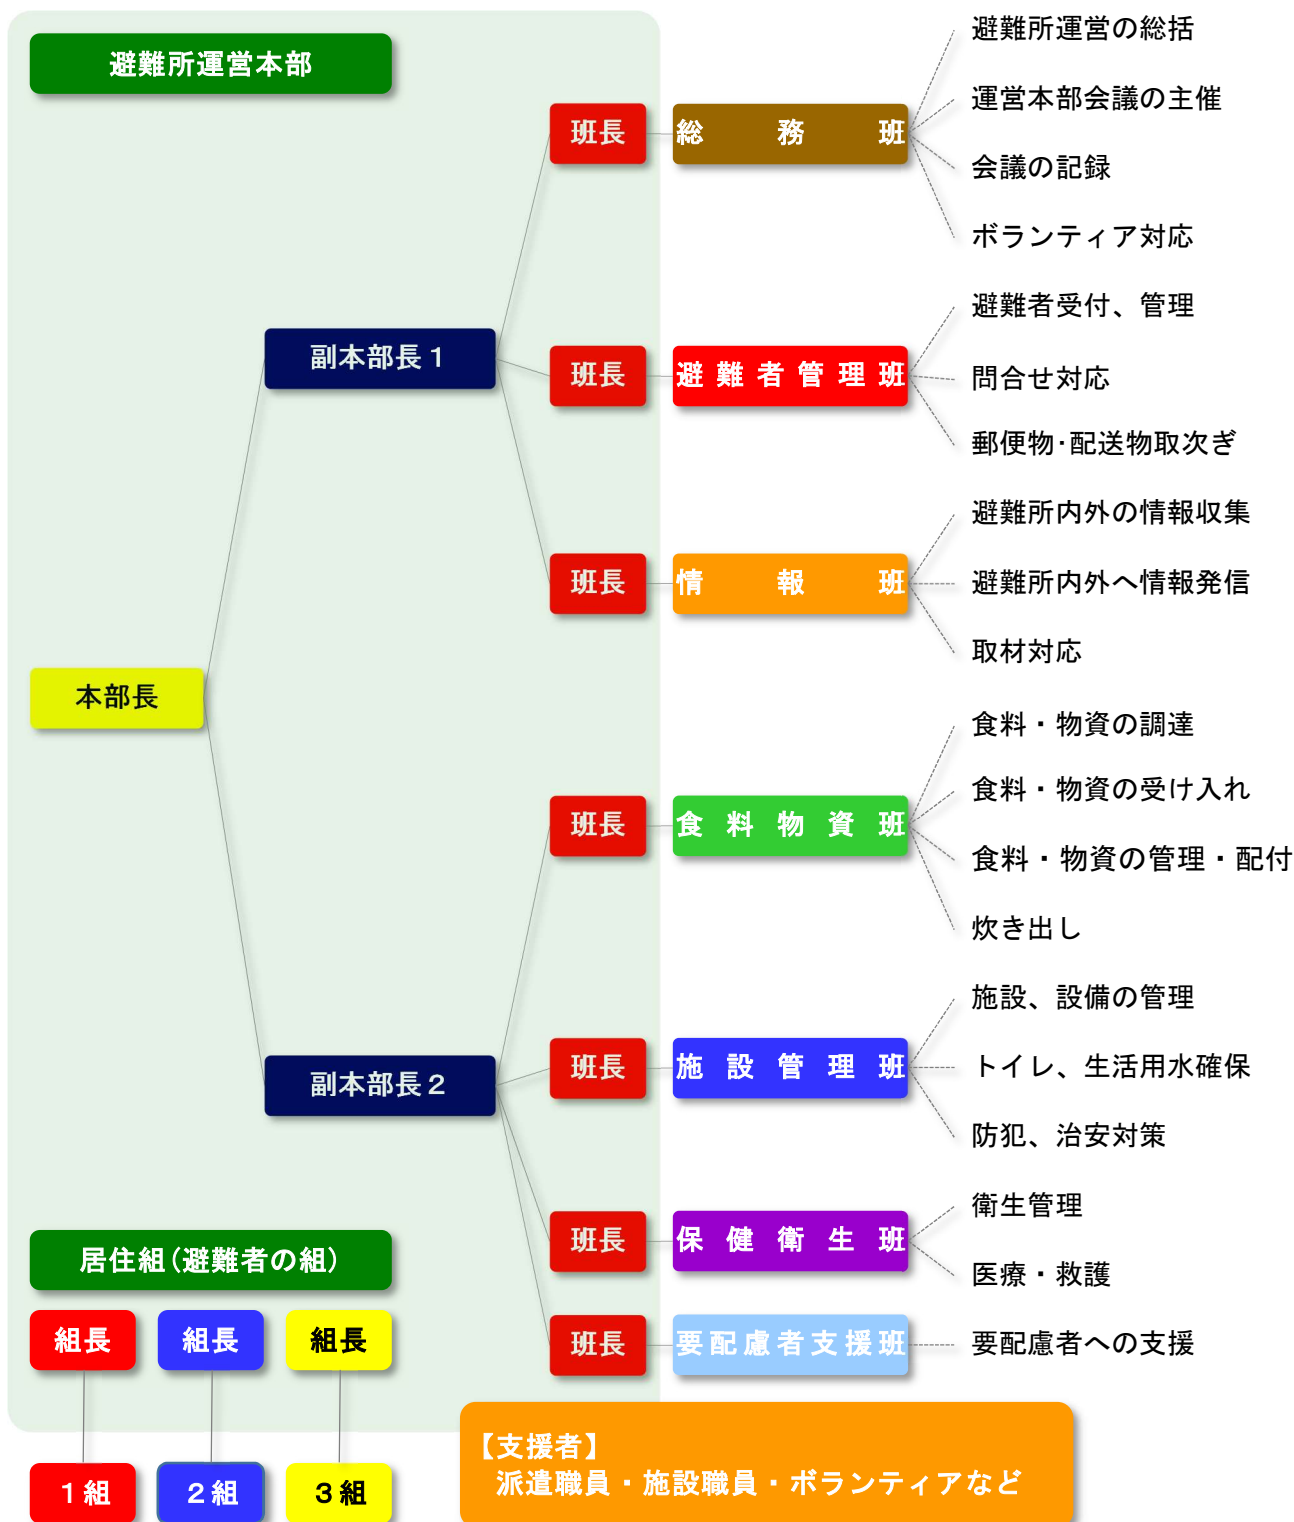 避難所運営本部
本部長
副本部長１
班長
総務班
避難所運営の総括
運営本部会議の主催
会議の記録
ボランティア対応
班長
避難者管理班
避難者受付、管理
問合せ対応
郵便物･配送物取次ぎ
班長
情報班
避難所内外の情報収集
避難所内外へ情報発信
取材対応
副本部長２
班長
食料物資班
食料・物資の調達
食料・物資の受け入れ
食料・物資の管理・配付
炊き出し
班長
施設管理班
施設、設備の管理
トイレ、生活用水確保
防犯、治安対策
班長
保健衛生班
衛生管理
医療・救護
班長
要配慮者支援班
要配慮者への支援
居住組（避難者の組）
組長
組長
組長
１組
２組
３組
【支援者】
派遣職員・施設職員・ボランティアなど